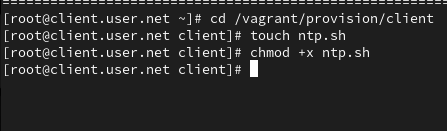 [root@client.user.net ~]# cd /vagrant/provision/client
[root@client.user.net client]# touch ntp.sh
[root@client.user.net client]# chmod +x ntp.sh
[root@client.user.net client]#